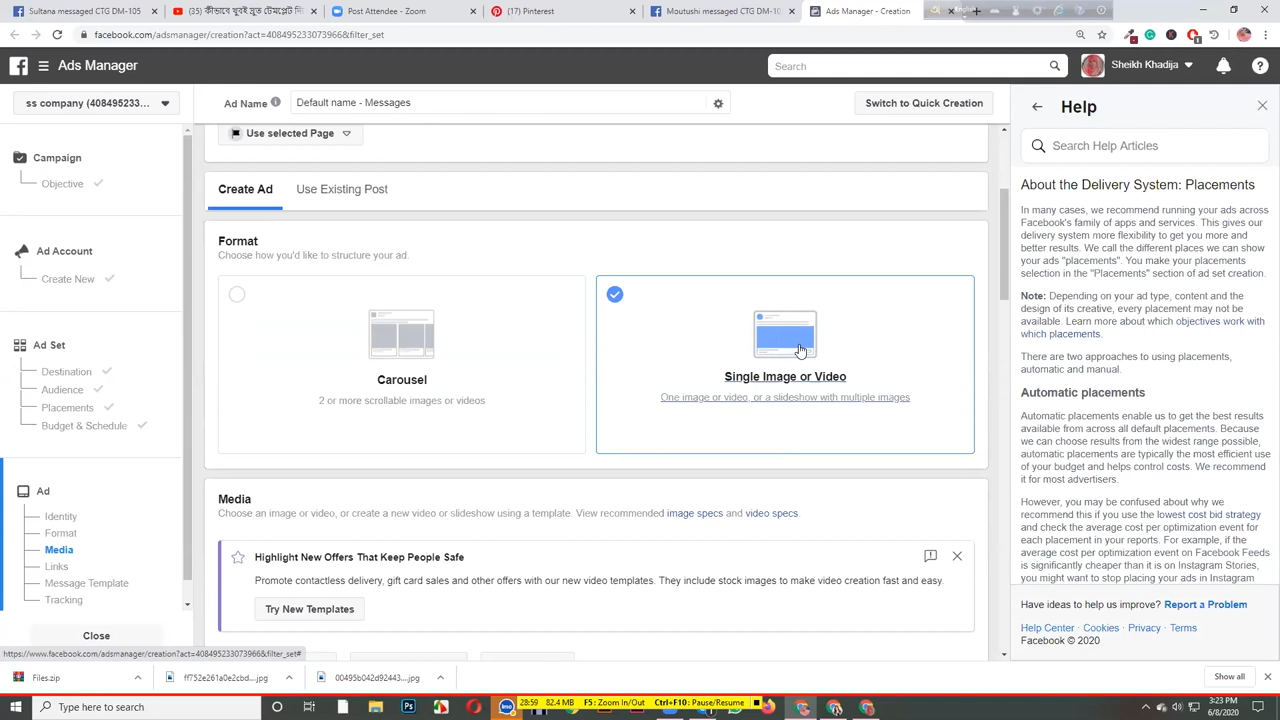 Sultana messaged CTG DM-105
(35) কীভাবে খুব দ্রুত টেমপ্লেট দি
Post Attendee - Zoom
(17) Pinterest
Moutushi messaged CTG DM-10
Ads Manager - Creation
facebook.com/adsmanager/creation?act=408495233073966&filter_set
Ads Manager
Search
Sheikh Khadija
ss company (408495233...
Ad Name
Default name - Messages
Switch to Quick Creation
Help
Use selected Page
Search Help Articles
Campaign
Objective
Ad Account
Create New
Ad Set
Destination
Audience
Placements
Budget & Schedule
Ad
Identity
Format
Media
Links
Message Template
Tracking
Close
Create Ad
Use Existing Post
Format
Choose how you'd like to structure your ad.
Carousel
2 or more scrollable images or videos
Single Image or Video
One image or video, or a slideshow with multiple images
Media
Choose an image or video, or create a new video or slideshow using a template. View recommended image specs and video specs.
Highlight New Offers That Keep People Safe
Promote contactless delivery, gift card sales and other offers with our new video templates. They include stock images to make video creation fast and easy.
Try New Templates
About the Delivery System: Placements
In many cases, we recommend running your ads across
Facebook's family of apps and services. This gives our
delivery system more flexibility to get you more and
better results. We call the different places we can show
your ads "placements". You make your placements
selection in the "Placements" section of ad set creation.
Note: Depending on your ad type, content and the
design of its creative, every placement may not be
available. Learn more about which objectives work with
which placements.
There are two approaches to using placements,
automatic and manual.
Automatic placements
Automatic placements enable us to get the best results
available from across all default placements. Because
we can choose results from the widest range possible,
automatic placements are typically the most efficient use
of your budget and helps control costs. We recommend
it for most advertisers.
However, you may be confused about why we
recommend this if you use the lowest cost bid strategy
and check the average cost per optimization event for
each placement in your reports. For example, if the
average cost per optimization event on Facebook Feeds
is significantly cheaper than it is on Instagram Stories,
you might want to stop placing your ads in Instagram
Have ideas to help us improve? Report a Problem
Help Center · Cookies · Privacy · Terms
Facebook © 2020
https://www.facebook.com/adsmanager/creation?act=408495233073966&filter_set#
Files.zip
ff752e261a0e2cbd....jpg
00495b042d92443....jpg
Show all
Type here to search
imo
28:59
82.4 MB
F5: Zoom In/Out
Ctrl+F10: Pause/Resume
3:23 PM
6/8/2020